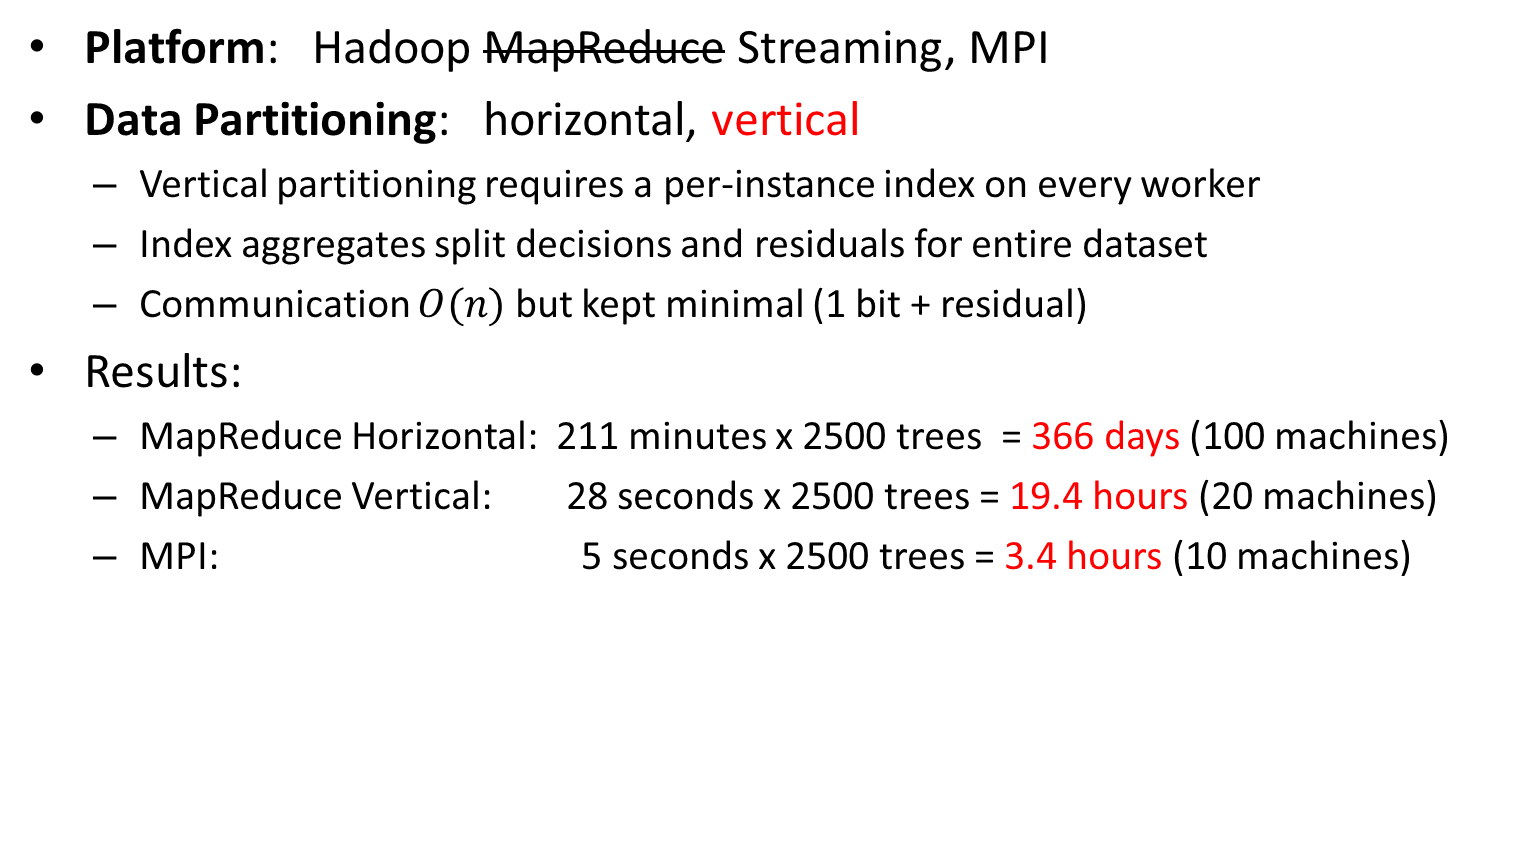 • Platform: Hadoop MapReduce Streaming, MPI
• Data Partitioning: horizontal, vertical
– Vertical partitioning requires a per-instance index on every worker
– Index aggregates split decisions and residuals for entire dataset
– Communication O(n) but kept minimal (1 bit + residual)
• Results:
– MapReduce Horizontal: 211 minutes x 2500 trees = 366 days (100 machines)
– MapReduce Vertical: 28 seconds x 2500 trees = 19.4 hours (20 machines)
– MPI: 5 seconds x 2500 trees = 3.4 hours (10 machines)